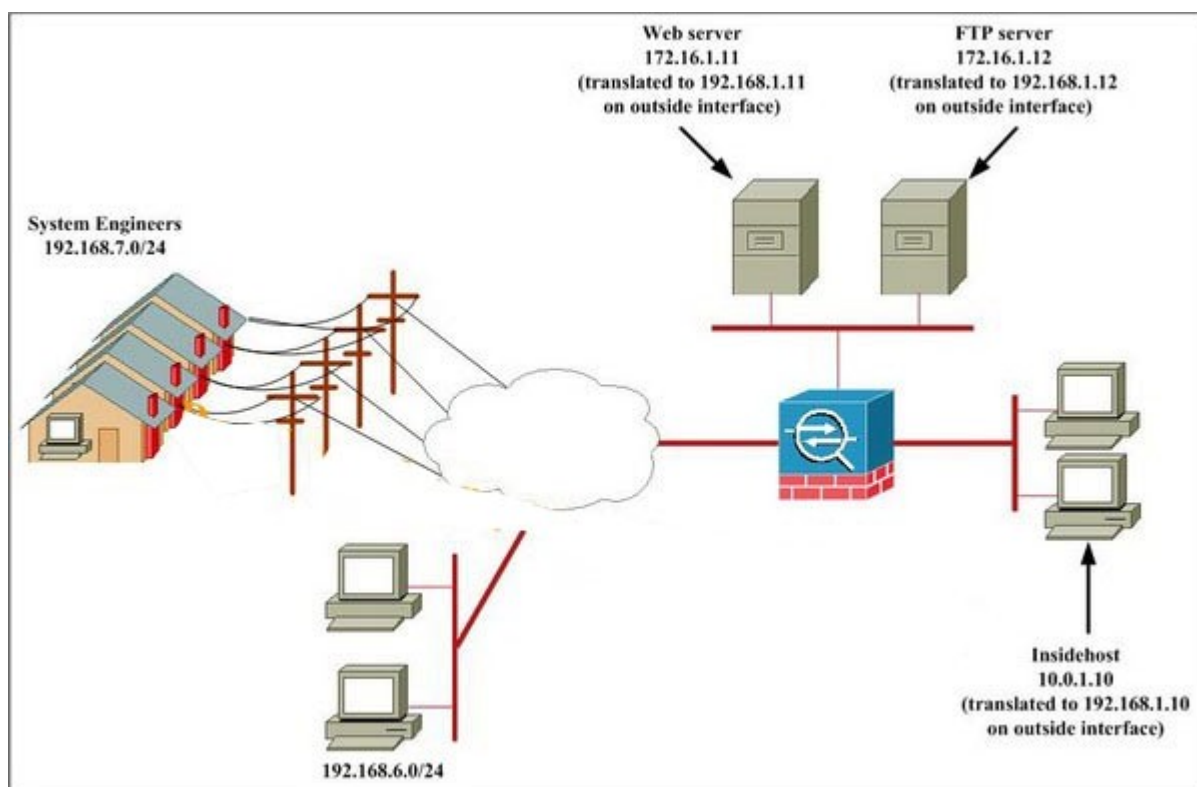 Web server
172.16.1.11
(translated to 192.168.1.11
on outside interface)
FTP server
172.16.1.12
(translated to 192.168.1.12
on outside interface)
System Engineers
192.168.7.0/24
Insidehost
10.0.1.10
(translated to 192.168.1.10
on outside interface)
192.168.6.0/24